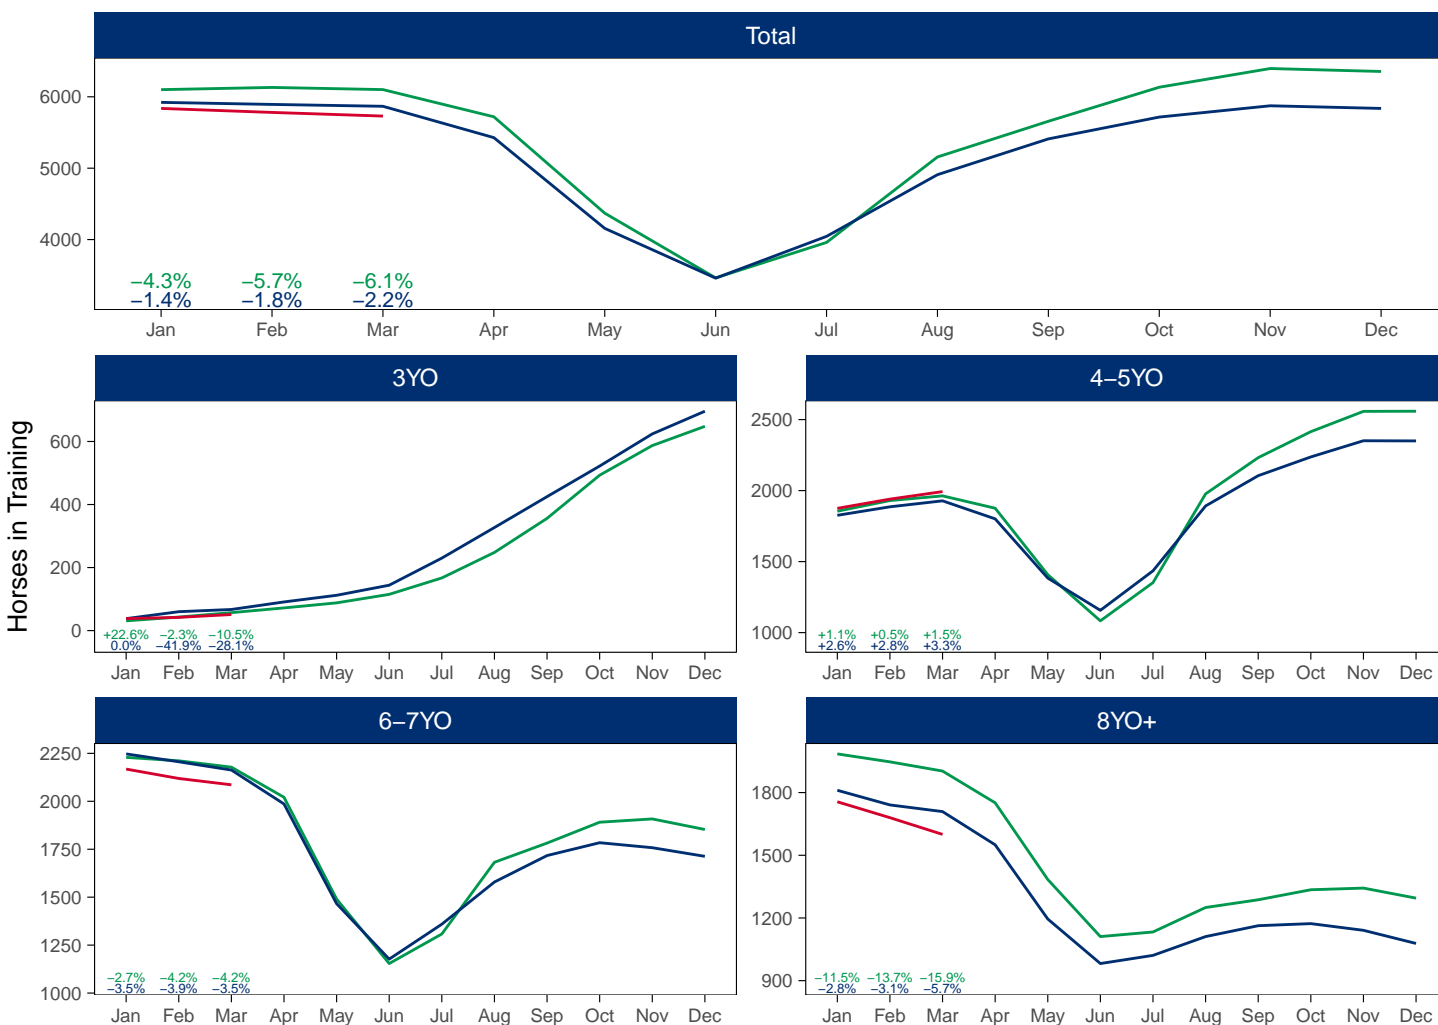 Total
6000
5000
4000
−4.3% −5.7% −6.1%
−1.4% −1.8% −2.2%
Jan Feb Mar Apr May Jun Jul Aug Sep Oct Nov Dec
Horses in Training
3YO
600
400
200
0
+22.6% −2.3% −10.5%
0.0% −41.9% −28.1%
Jan Feb Mar Apr May Jun Jul Aug Sep Oct Nov Dec
4−5YO
2500
2000
1500
1000
+1.1% +0.5% +1.5%
+2.6% +2.8% +3.3%
Jan Feb Mar Apr May Jun Jul Aug Sep Oct Nov Dec
6−7YO
2250
2000
1750
1500
1250
1000
−2.7% −4.2% −4.2%
−3.5% −3.9% −3.5%
Jan Feb Mar Apr May Jun Jul Aug Sep Oct Nov Dec
8YO+
1800
1500
1200
900
−11.5% −13.7% −15.9%
−2.8% −3.1% −5.7%
Jan Feb Mar Apr May Jun Jul Aug Sep Oct Nov Dec